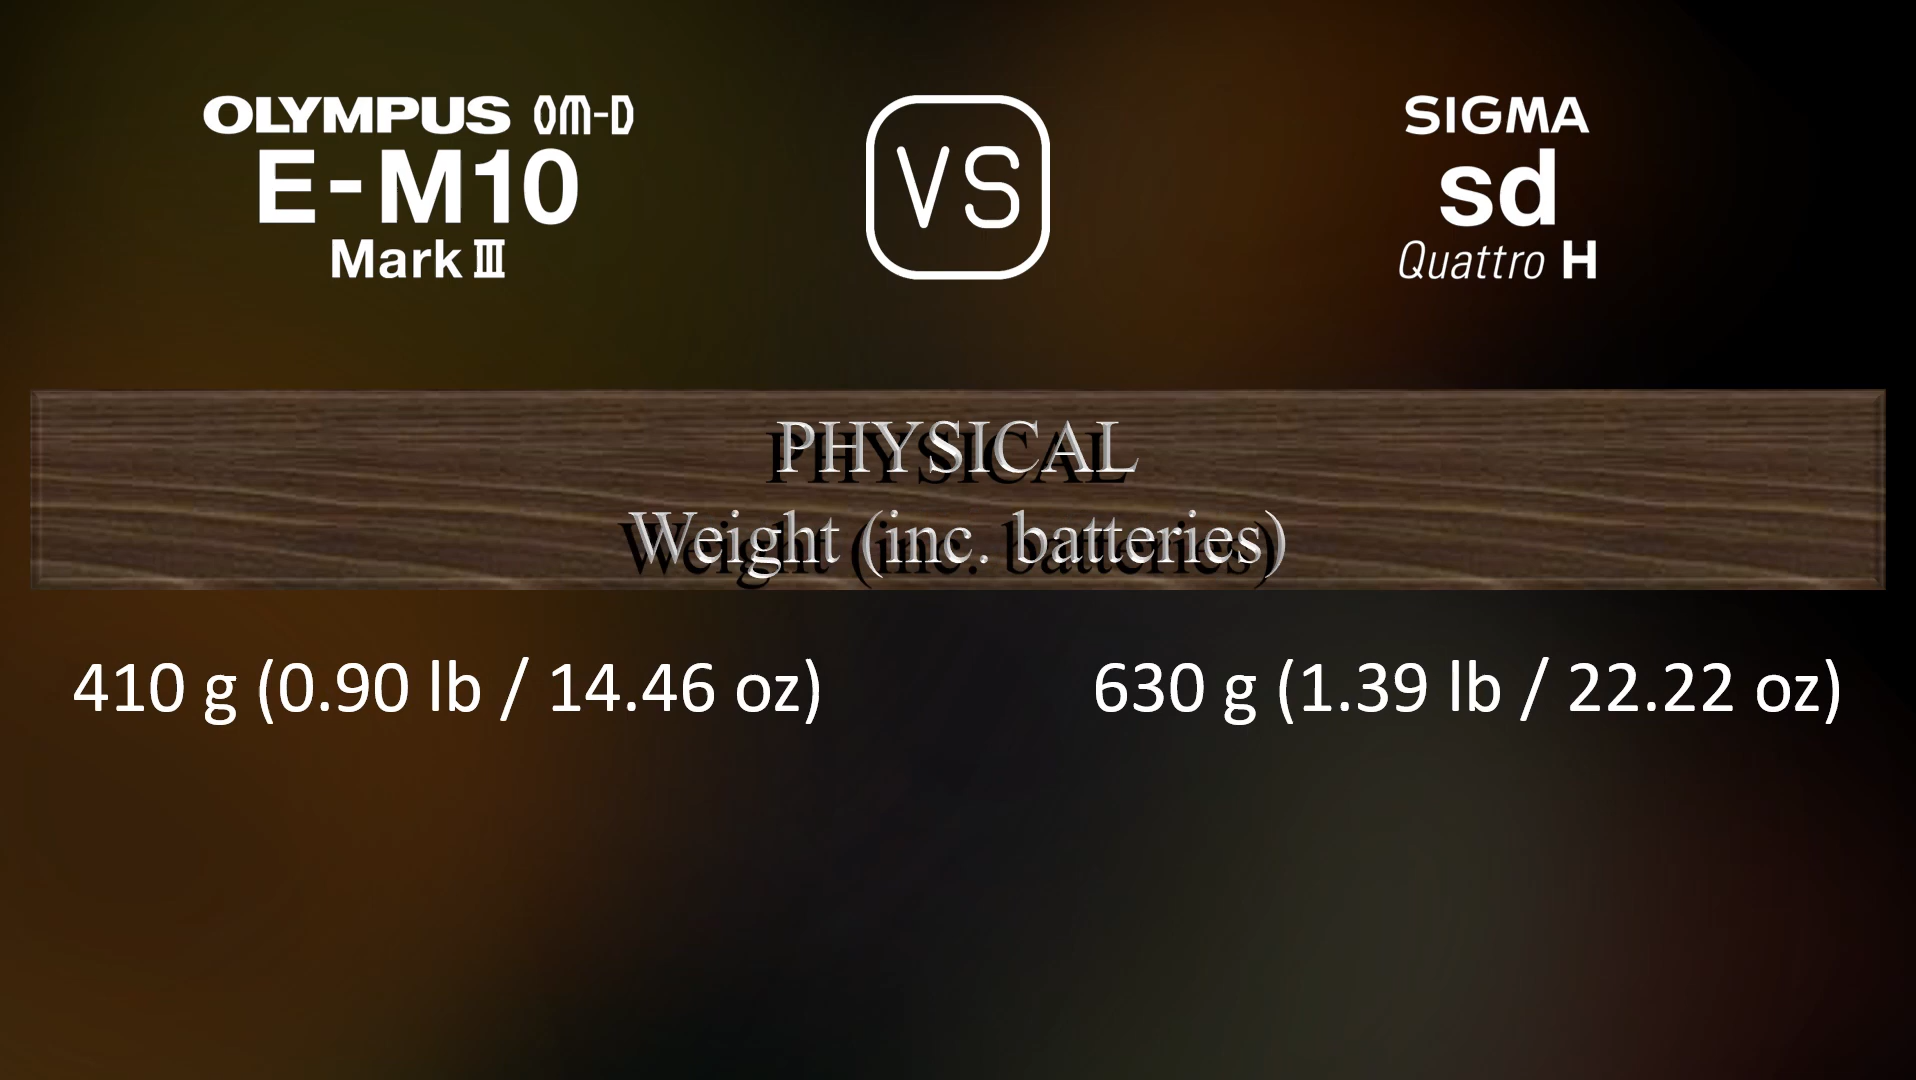 OLYMPUS OM-D
E-M10
Mark III
VS
SIGMA
sd
Quattro H
PHYSICAL
Weight (inc. batteries)
410 g (0.90 lb / 14.46 oz)
630 g (1.39 lb / 22.22 oz)